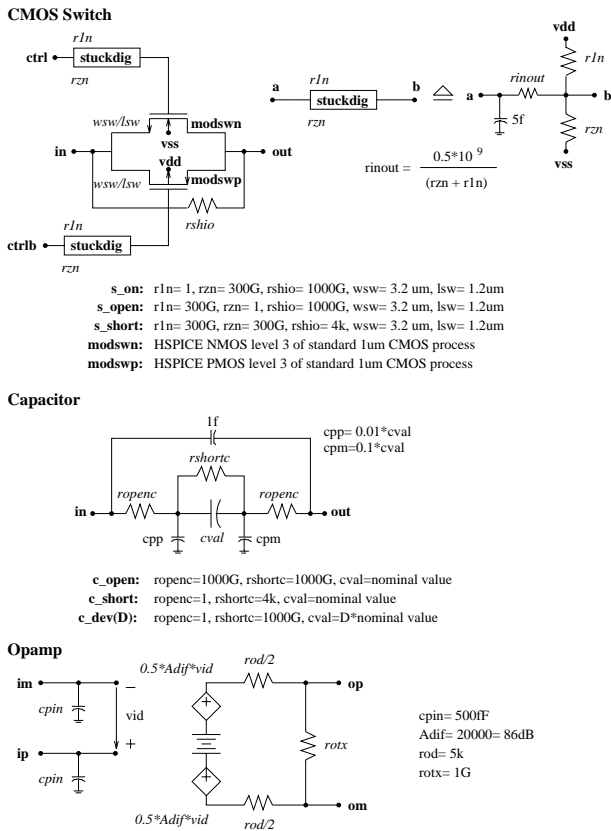 CMOS Switch
r1n
ctrl stuckdig
rzn
wsw/lsw modswn
vss
in out
vdd
wsw/lsw modswp
r1n rshio
ctrlb stuckdig
rzn
r1n
a b
stuckdig
rzn
vdd
r1n
rinout
a b
5f
rzn
vss
rinout = 0.5*10 9
(rzn + r1n)
s_on: r1n= 1, rzn= 300G, rshio= 1000G, wsw= 3.2 um, lsw= 1.2um
s_open: r1n= 300G, rzn= 1, rshio= 1000G, wsw= 3.2 um, lsw= 1.2um
s_short: r1n= 300G, rzn= 300G, rshio= 4k, wsw= 3.2 um, lsw= 1.2um
modswn: HSPICE NMOS level 3 of standard 1um CMOS process
modswp: HSPICE PMOS level 3 of standard 1um CMOS process
Capacitor
1f
cpp= 0.01*cval
cpm=0.1*cval
rshortc
ropenc ropenc
in out
cpp cval cpm
c_open: ropenc=1000G, rshortc=1000G, cval=nominal value
c_short: ropenc=1, rshortc=4k, cval=nominal value
c_dev(D): ropenc=1, rshortc=1000G, cval=D*nominal value
Opamp
im
cpin
−
vid
+
ip
cpin
0.5*Adif*vid
rod/2
op
+
rotx
+
om
0.5*Adif*vid
rod/2
cpin= 500fF
Adif= 20000= 86dB
rod= 5k
rotx= 1G